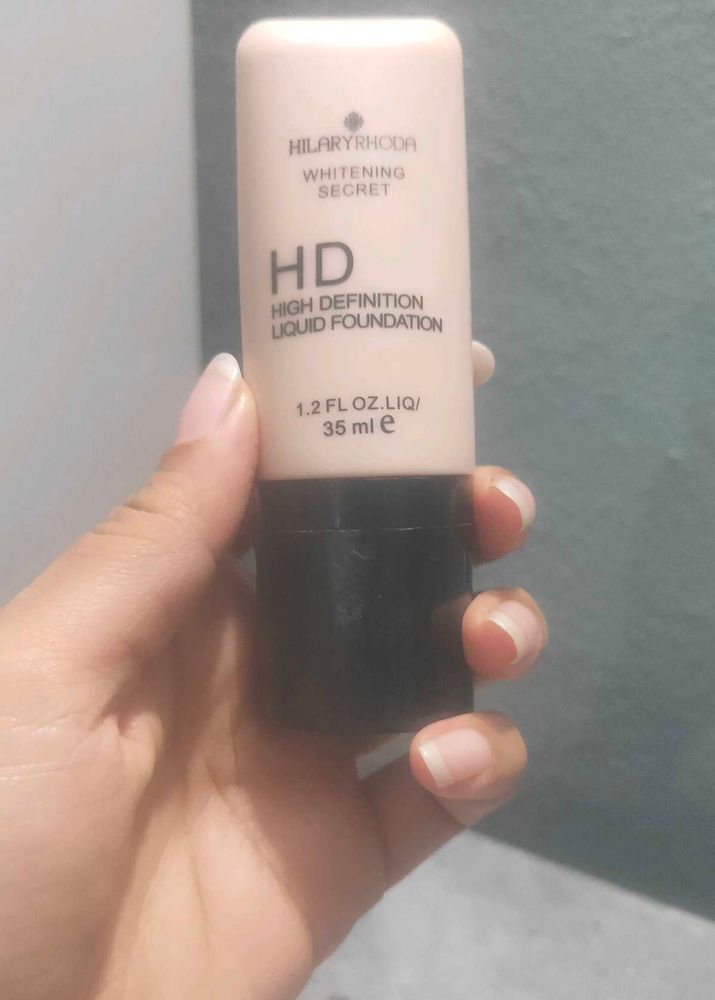 HILARYRHODA
WHITENING
SECRET
HD
HIGH DEFINITION
LIQUID FOUNDATION
1.2 FL OZ.LIQ/
35 ml e